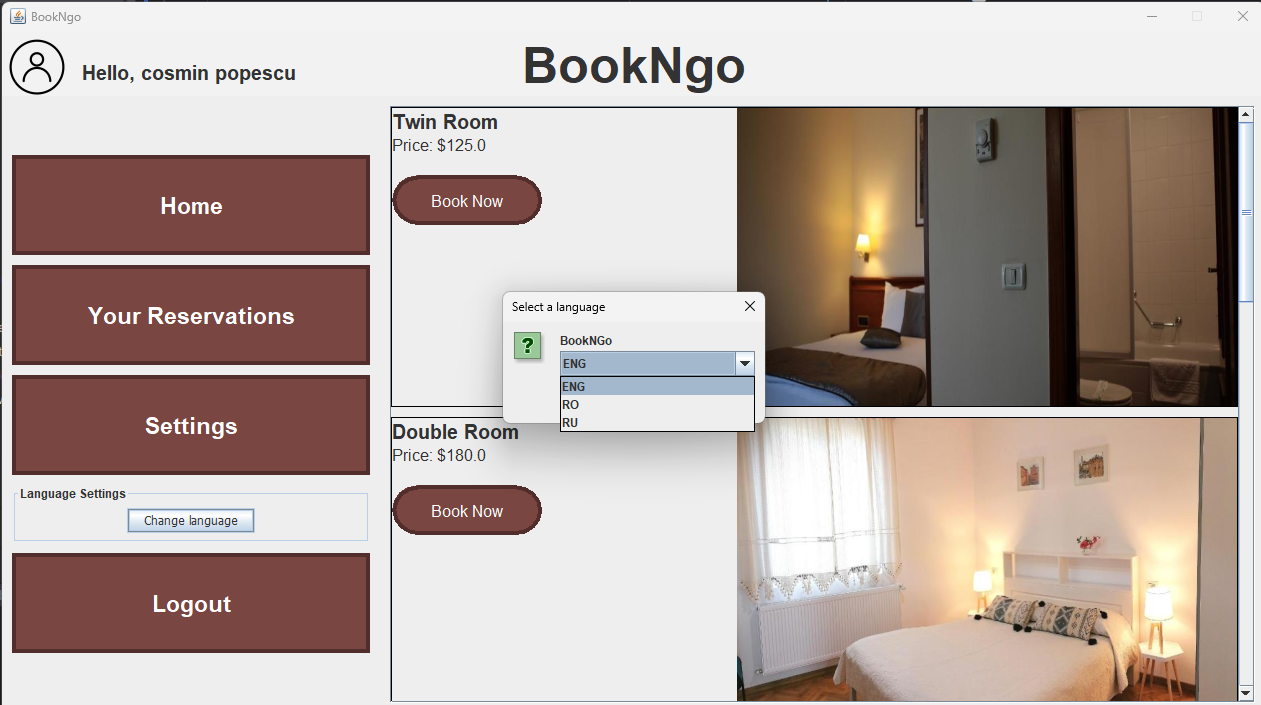 BookNgo
Hello, cosmin popescu
BookNgo
Home
Your Reservations
Settings
Language Settings
Change language
Logout
Twin Room
Price: $125.0
Book Now
Select a language
?
BookNGo
ENG
ENG
RO
RU
Double Room
Price: $180.0
Book Now